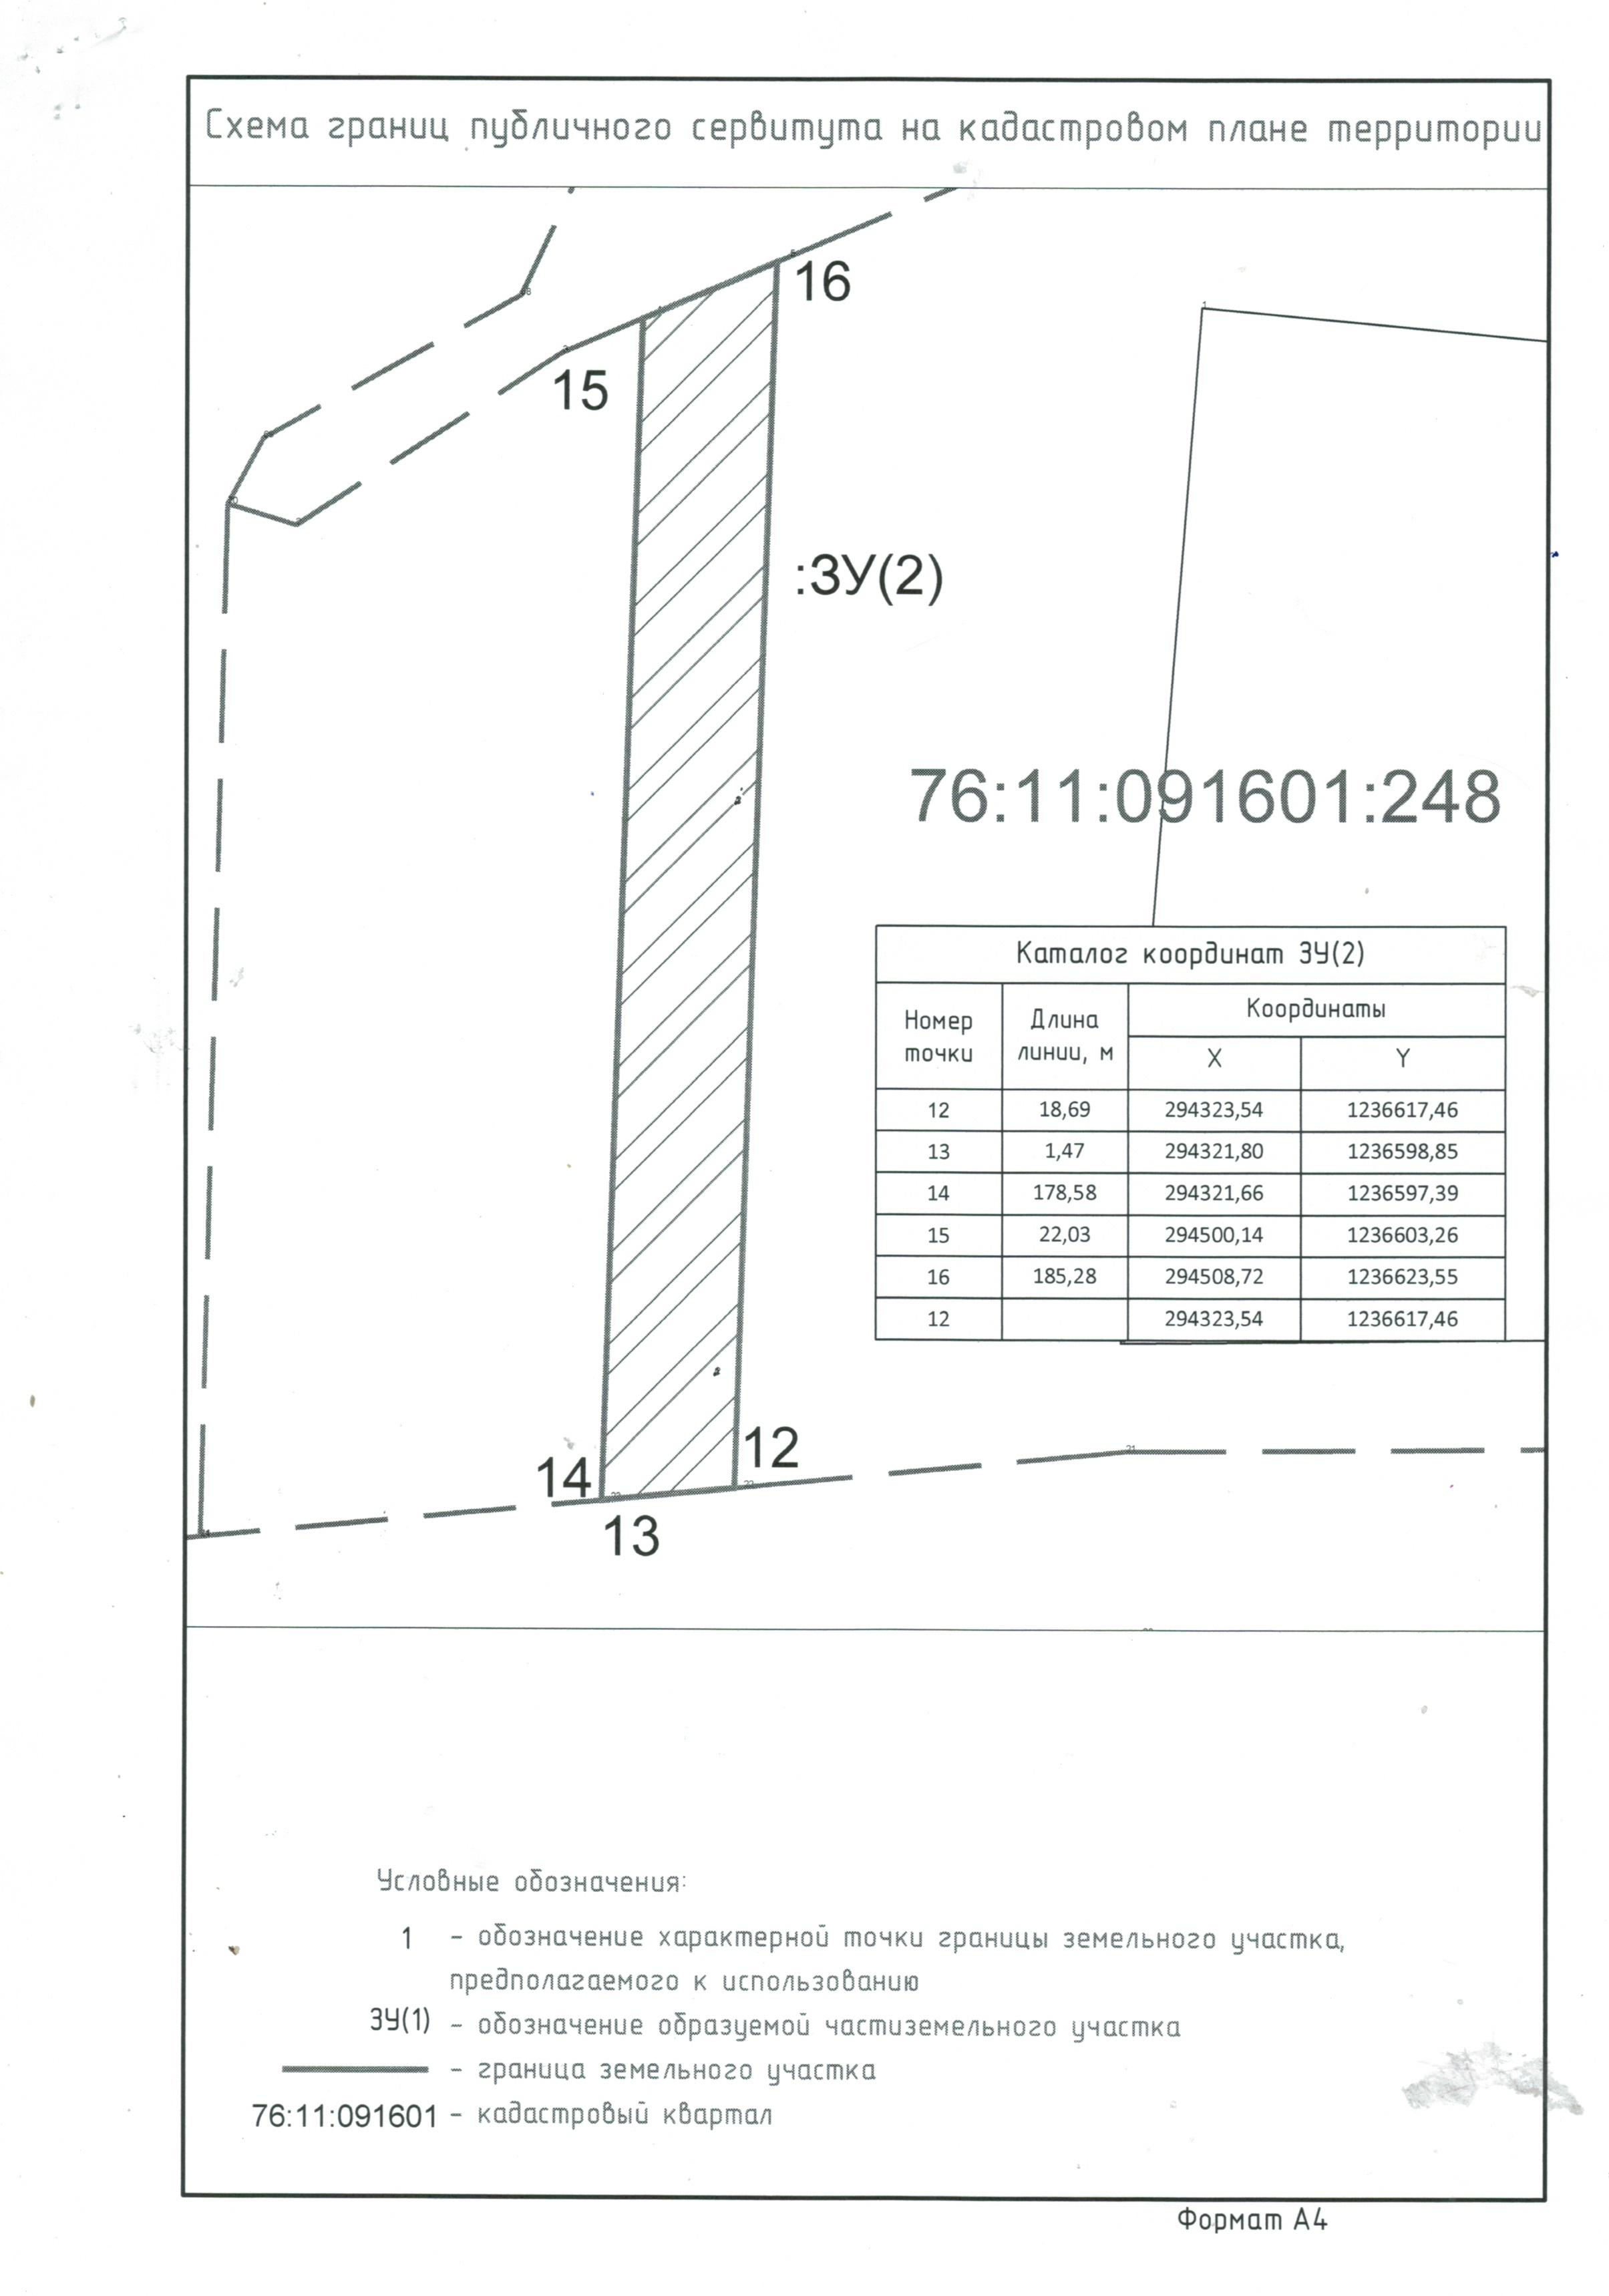 Схема границ публичного сервитута на кадастровом плане территории
16
1
15
:ЗУ(2)
76:11:091601:248
Каталог координат ЗУ(2)
Номер точки
Длина линии, м
Координаты
X
Y
12 18,69 294323,54 1236617,46
13 1,47 294321,80 1236598,85
14 178,58 294321,66 1236597,39
15 22,03 294500,14 1236603,26
16 185,28 294508,72 1236623,55
12 294323,54 1236617,46
12
21
14
13
Условные обозначения:
1 - обозначение характерной точки границы земельного участка,
предполагаемого к использованию
ЗУ(1) - обозначение образуемой частиземельного участка
- граница земельного участка
76:11:091601 - кадастровый квартал
Формат А4